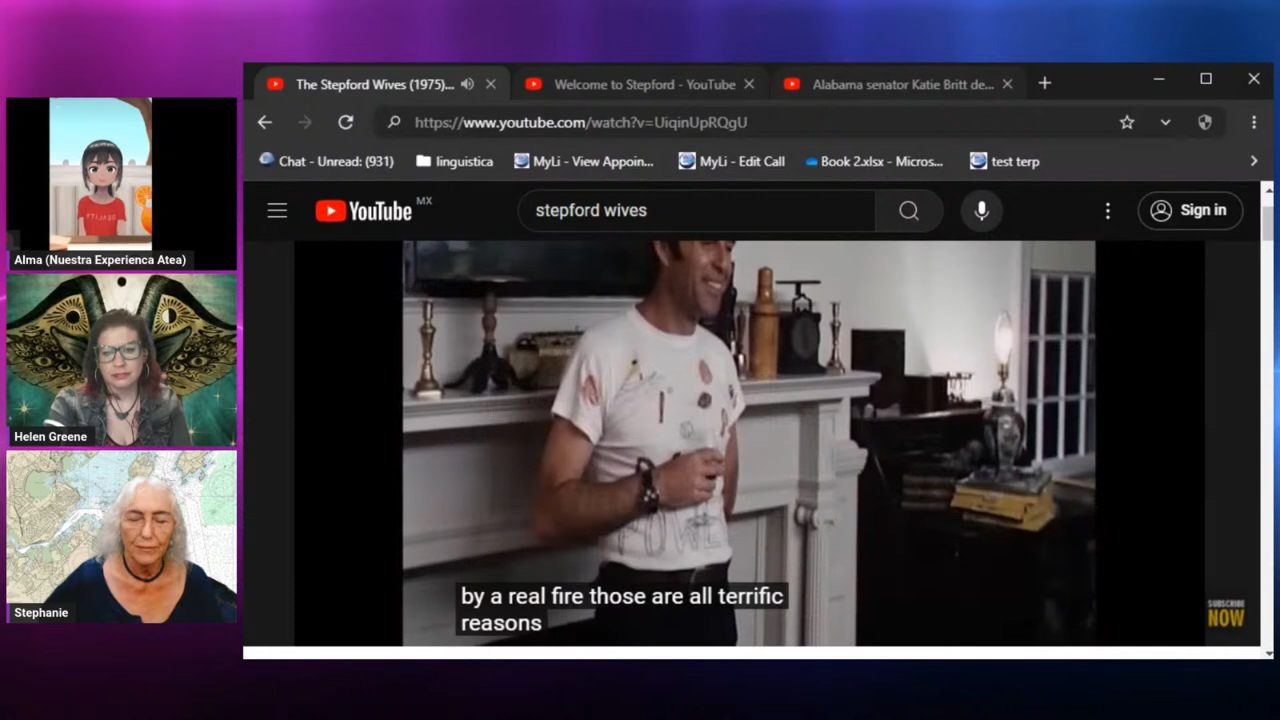 The Stepford Wives (1975)...
Welcome to Stepford - YouTube
Alabama senator Katie Britt de...
https://www.youtube.com/watch?v=UiqinUpRQgU
Chat - Unread: (931)
linguistica
MyLi - View Appoin...
MyLi - Edit Call
Book 2.xlsx - Micros...
test terp
YouTube MX
stepford wives
Sign in
Alma (Nuestra Experienca Atea)
Helen Greene
Stephanie
by a real fire those are all terrific
reasons
SUBSCRIBE
NOW